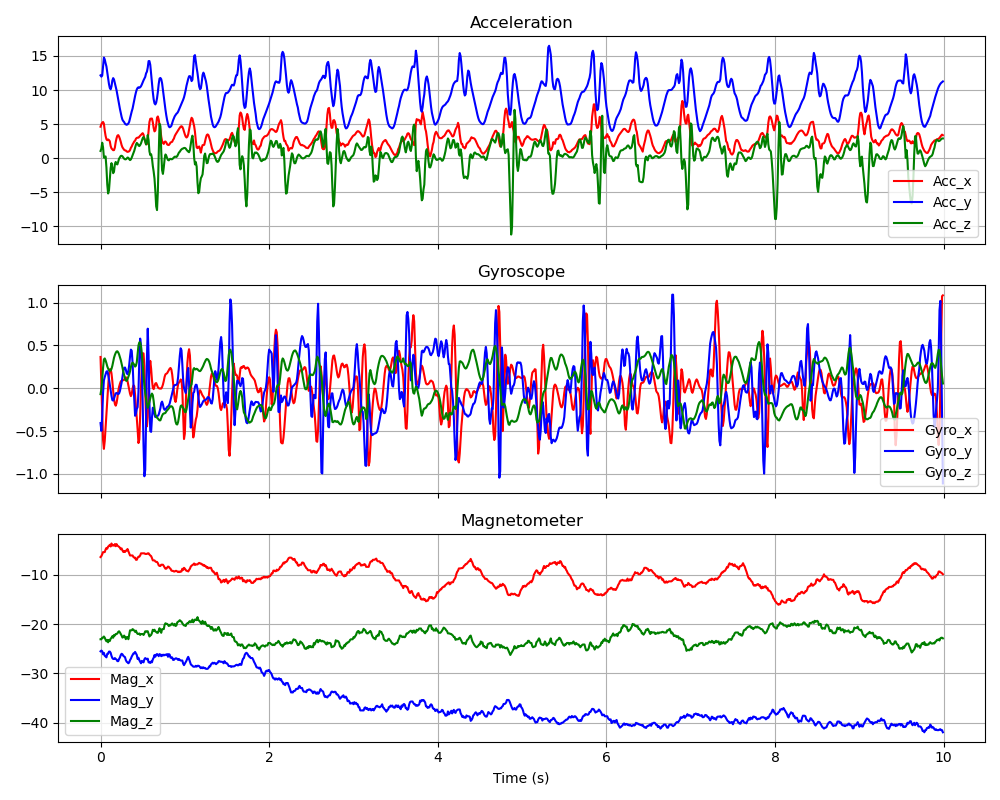 Acceleration
15
10
5
0
−5
−10
Acc_x
Acc_y
Acc_z
Gyroscope
1.0
0.5
0.0
−0.5
−1.0
Gyro_x
Gyro_y
Gyro_z
Magnetometer
−10
−20
−30
−40
Mag_x
Mag_y
Mag_z
0 2 4 6 8 10
Time (s)